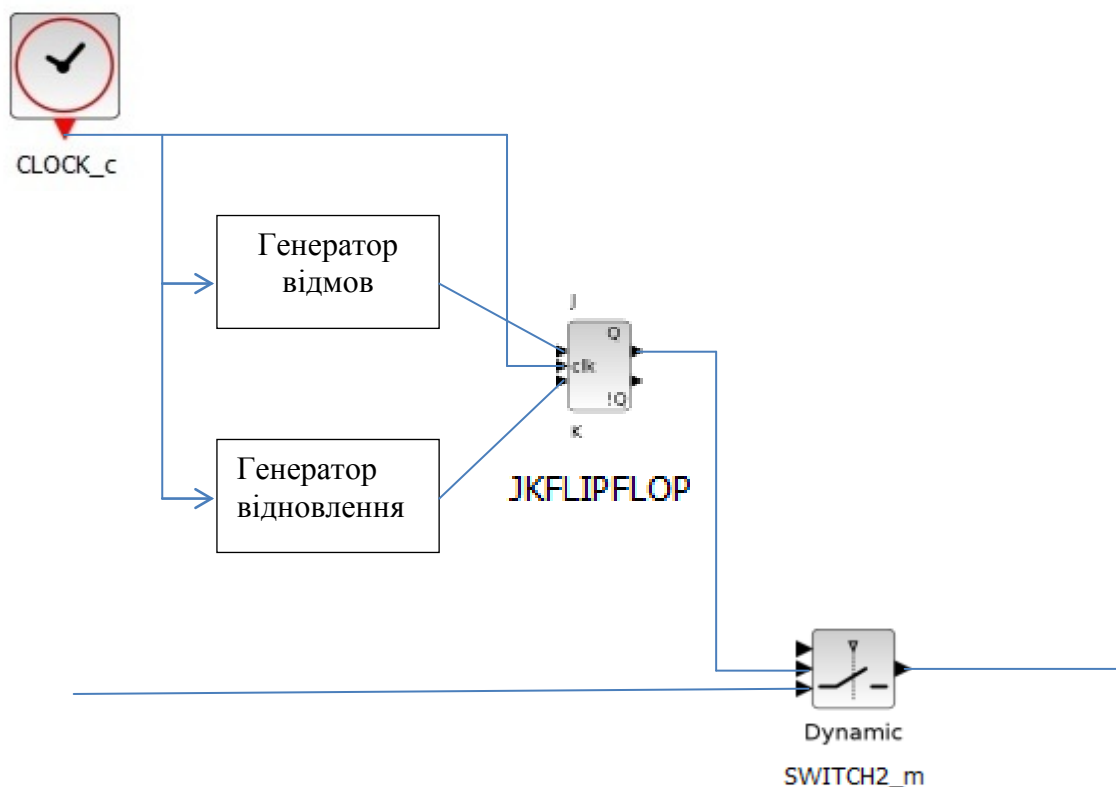 CLOCK_c
Генератор
відмов
J
Q
clk
!Q
K
JKFLIPFLOP
Генератор
відновлення
Dynamic
SWITCH2_m